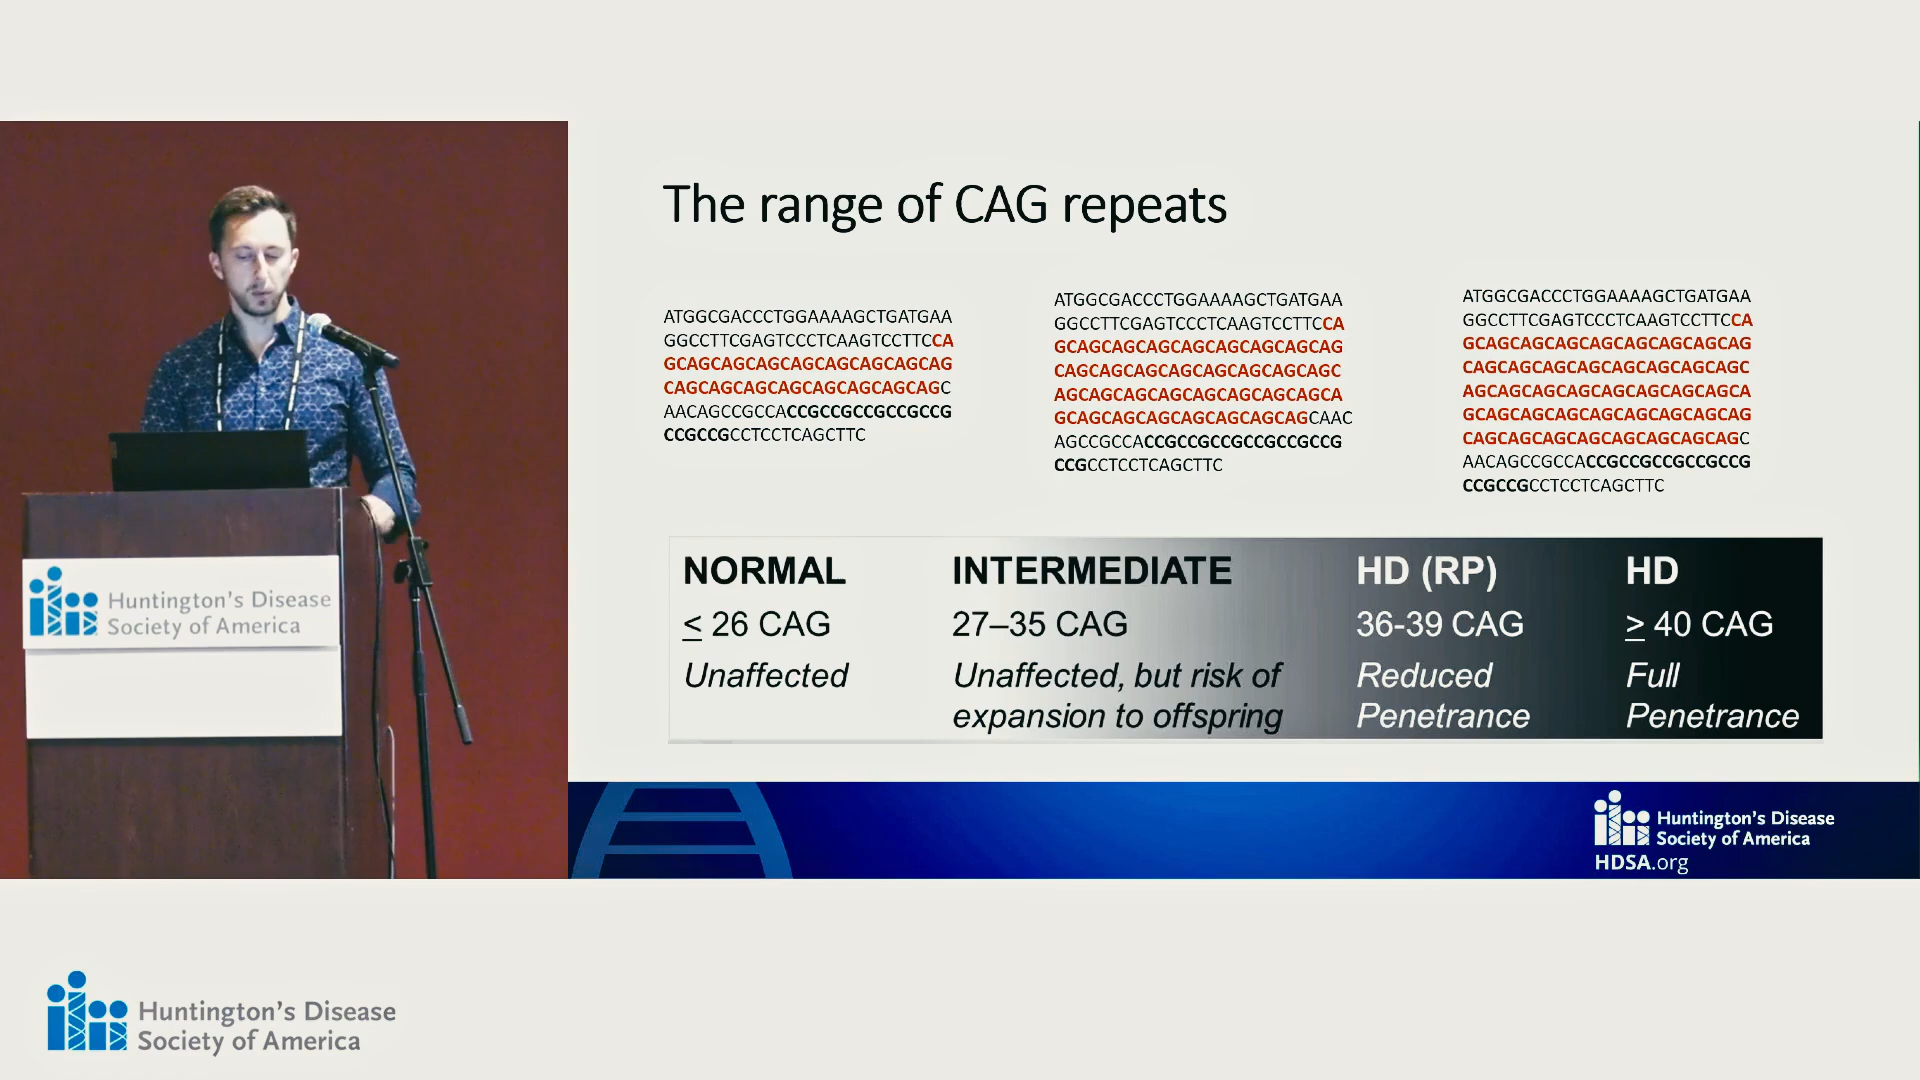 The range of CAG repeats
ATGGCGACCCTGGAAAAGCTGATGAA
GGCCTTCGAGTCCCTCAAGTCCTTCCA
GCAGCAGCAGCAGCAGCAGCAGCAG
CAGCAGCAGCAGCAGCAGCAGCAGC
AACAGCCGCCACCGCCGCCGCCGCCG
CCGCCGCCTCCTCAGCTTC
ATGGCGACCCTGGAAAAGCTGATGAA
GGCCTTCGAGTCCCTCAAGTCCTTCCA
GCAGCAGCAGCAGCAGCAGCAGCAG
CAGCAGCAGCAGCAGCAGCAGCAGC
AGCAGCAGCAGCAGCAGCAGCAGCA
GCAGCAGCAGCAGCAGCAGCAGCAAC
AGCCGCCACCGCCGCCGCCGCCGCCG
CCGCCTCCTCAGCTTC
ATGGCGACCCTGGAAAAGCTGATGAA
GGCCTTCGAGTCCCTCAAGTCCTTCCA
GCAGCAGCAGCAGCAGCAGCAGCAG
CAGCAGCAGCAGCAGCAGCAGCAGC
AGCAGCAGCAGCAGCAGCAGCAGCA
GCAGCAGCAGCAGCAGCAGCAGCAG
CAGCAGCAGCAGCAGCAGCAGCAGC
AACAGCCGCCACCGCCGCCGCCGCCG
CCGCCGCCTCCTCAGCTTC
NORMAL
≤ 26 CAG
Unaffected
INTERMEDIATE
27–35 CAG
Unaffected, but risk of
expansion to offspring
HD (RP)
36-39 CAG
Reduced
Penetrance
HD
≥ 40 CAG
Full
Penetrance
Huntington's Disease
Society of America
HDSA.org
Huntington's Disease
Society of America
Huntington's Disease
Society of America